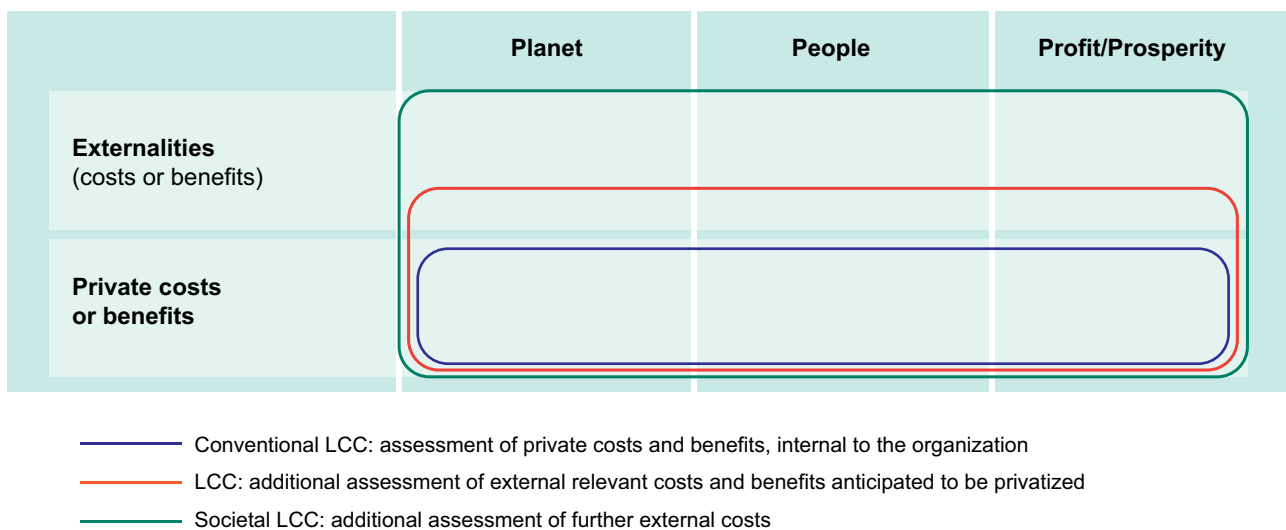 Planet People Profit/Prosperity
Externalities
(costs or benefits)
Private costs
or benefits
Conventional LCC: assessment of private costs and benefits, internal to the organization
LCC: additional assessment of external relevant costs and benefits anticipated to be privatized
Societal LCC: additional assessment of further external costs